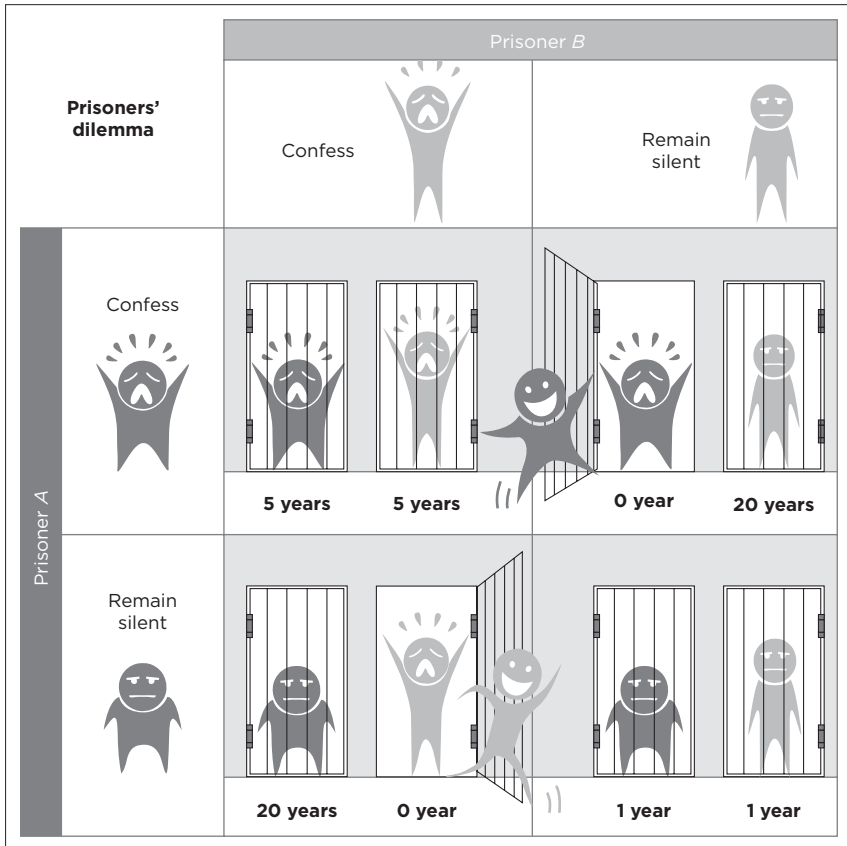 Prisoner B
Prisoners'
dilemma
Confess
Remain
silent
Prisoner A
Confess
5 years
5 years
0 year
20 years
Remain
silent
20 years
0 year
1 year
1 year